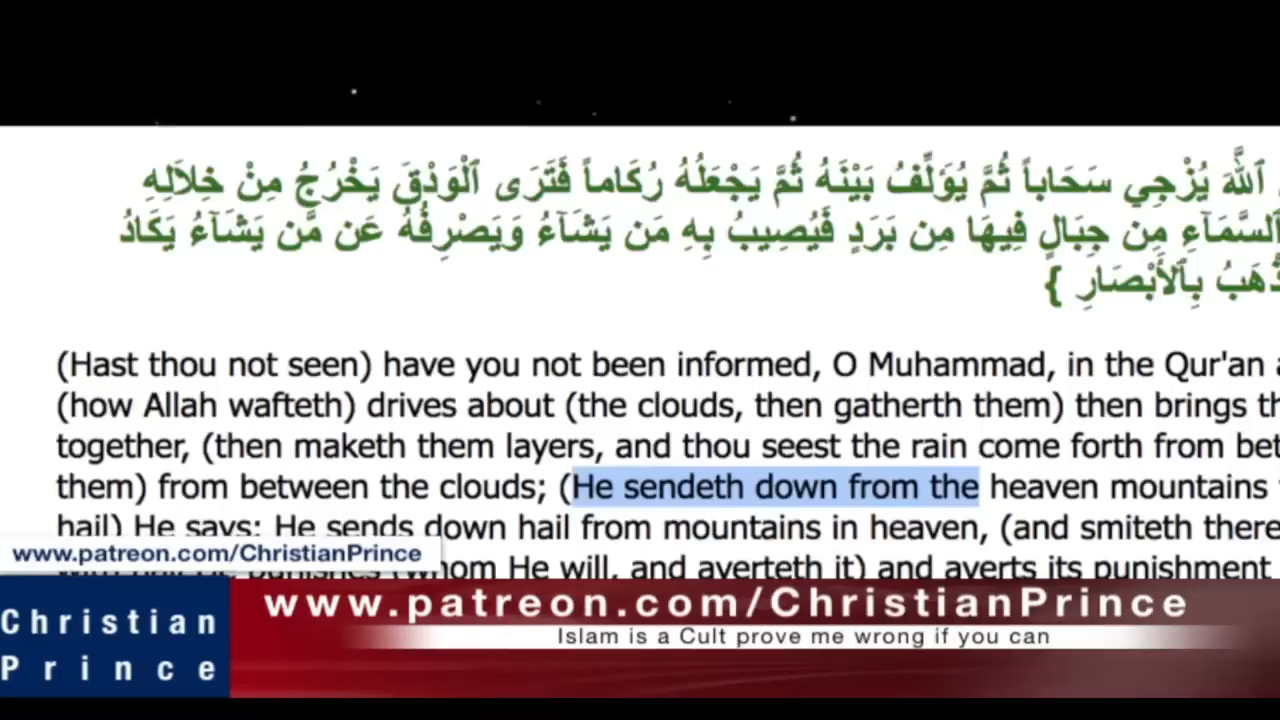 ٱللَّهَ يُزْجِي سَحَاباً ثُمَّ يُؤَلِّفُ بَيْنَهُ ثُمَّ يَجْعَلُهُ رُكَاماً فَتَرَى ٱلْوَدْقَ يَخْرُجُ مِنْ خِلاَلِهِ
ٱلسَّمَآءِ مِن جِبَالٍ فِيهَا مِن بَرَدٍ فَيُصِيبُ بِهِ مَن يَشَآءُ وَيَصْرِفُهُ عَن مَّن يَشَآءُ يَكَادُ
ذْهَبُ بِٱلأَبْصَارِ }
(Hast thou not seen) have you not been informed, O Muhammad, in the Qur'an
(how Allah wafteth) drives about (the clouds, then gatherth them) then brings
together, (then maketh them layers, and thou seest the rain come forth from
them) from between the clouds; (He sendeth down from the heaven mountains
hail) He says: He sends down hail from mountains in heaven, (and smiteth
www.patreon.com/ChristianPrince
punishes (whom He will, and averteth it) and averts its punishment
www.patreon.com/ChristianPrince
Islam is a Cult prove me wrong if you can
Christian
Prince